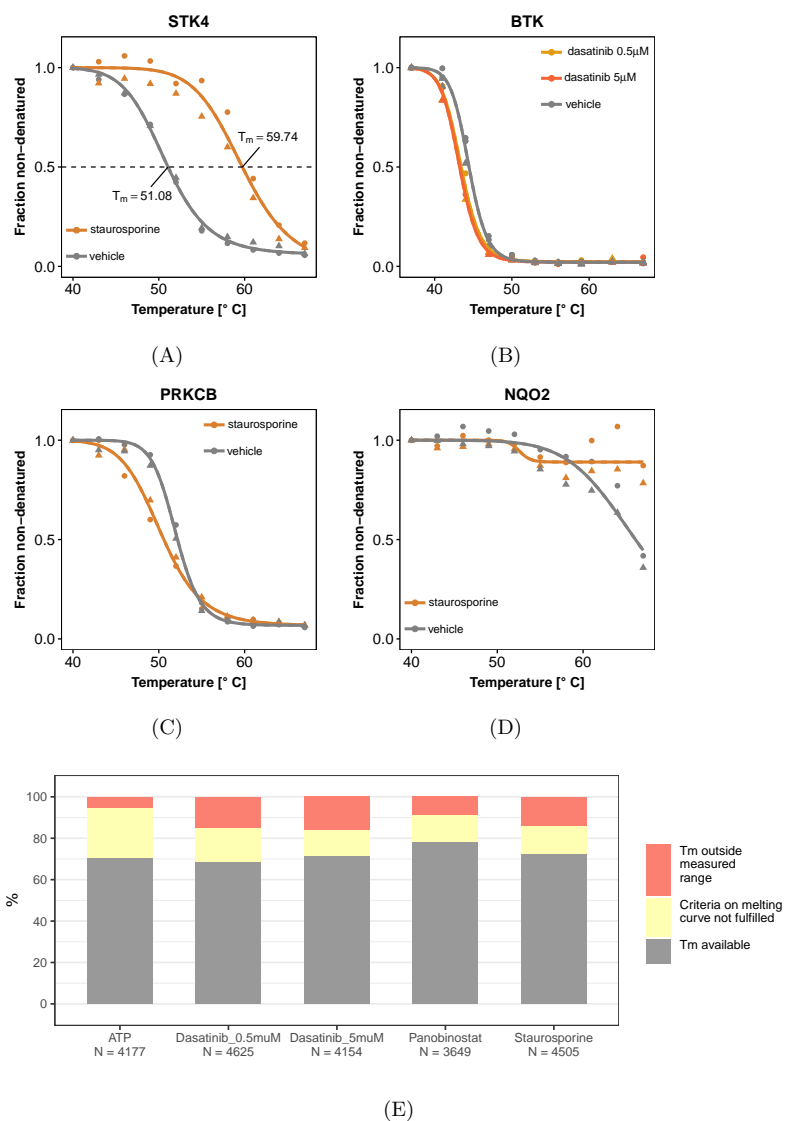 STK4
Fraction non−denatured
1.0
0.5
0.0
Tm = 59.74
Tm = 51.08
staurosporine
vehicle
40 50 60
Temperature [° C]
(A)
BTK
Fraction non−denatured
1.0
0.5
0.0
dasatinib 0.5µM
dasatinib 5µM
vehicle
40 50 60
Temperature [° C]
(B)
PRKCB
Fraction non−denatured
1.0
0.5
0.0
staurosporine
vehicle
40 50 60
Temperature [° C]
(C)
NQO2
Fraction non−denatured
1.0
0.5
0.0
staurosporine
vehicle
40 50 60
Temperature [° C]
(D)
%
100
80
60
40
20
0
ATP
N = 4177
Dasatinib_0.5muM
N = 4625
Dasatinib_5muM
N = 4154
Panobinostat
N = 3649
Staurosporine
N = 4505
Tm outside
measured
range
Criteria on melting
curve not fulfilled
Tm available
(E)